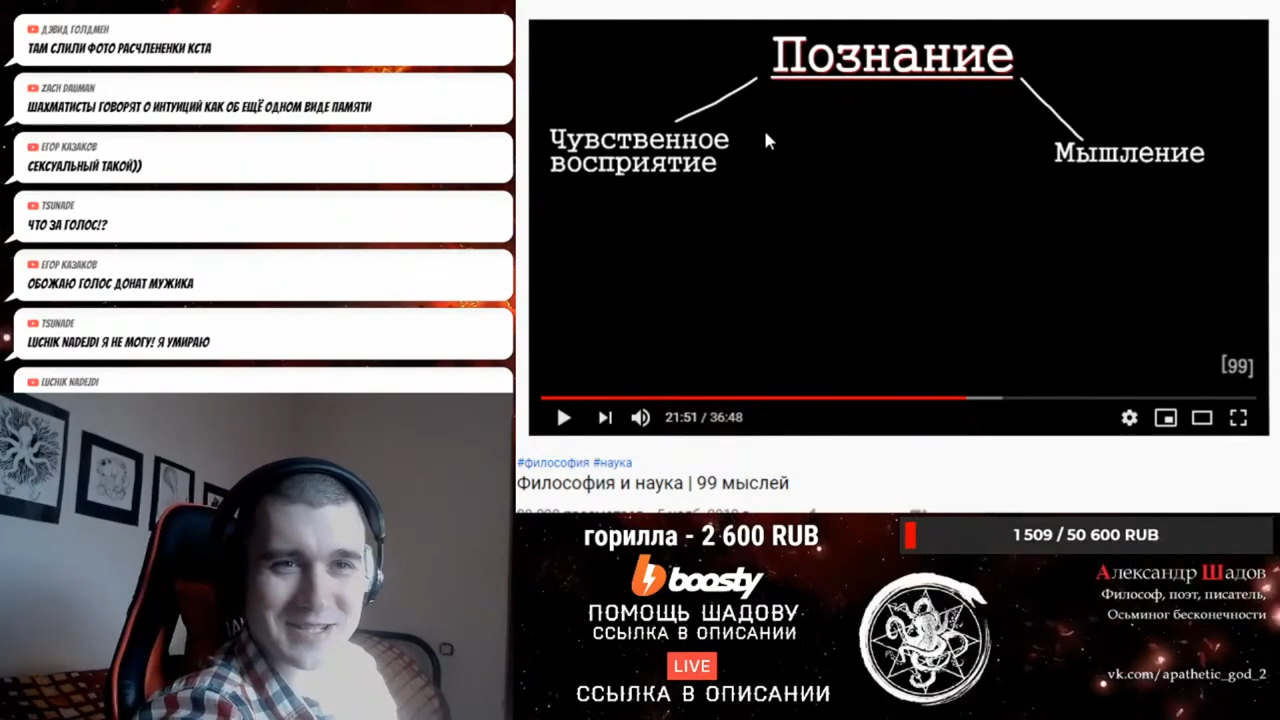 ДЭВИД ГОЛДМЕН
ТАМ СЛИЛИ ФОТО РАСЧЛЕНЕНКИ КСТА
ZACH DAUMAN
ШАХМАТИСТЫ ГОВОРЯТ О ИНТУИЦИЙ КАК ОБ ЕЩЁ ОДНОМ ВИДЕ ПАМЯТИ
ЕГОР КАЗАКОВ
СЕКСУАЛЬНЫЙ ТАКОЙ))
TSUNADE
ЧТО ЗА ГОЛОС!?
ЕГОР КАЗАКОВ
ОБОЖАЮ ГОЛОС ДОНАТ МУЖИКА
TSUNADE
LUCHIK NADEJDI Я НЕ МОГУ! Я УМИРАЮ
LUCHIK NADEJDI
Познание
Чувственное
восприятие
Мышление
[99]
21:51 / 36:48
#философия #наука
Философия и наука | 99 мыслей
горилла - 2 600 RUB
boosty
ПОМОЩЬ ШАДОВУ
ССЫЛКА В ОПИСАНИИ
LIVE
ССЫЛКА В ОПИСАНИИ
1 509 / 50 600 RUB
Александр Шадов
Философ, поэт, писатель,
Осьминог бесконечности
vk.com/apathetic_god_2